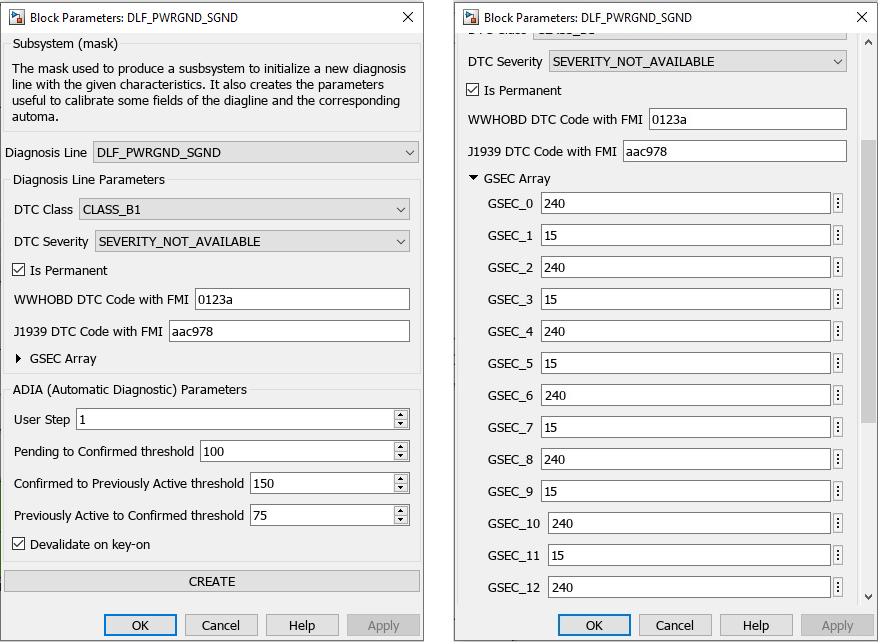 Block Parameters: DLF_PWRGND_SGND
Subsystem (mask)
The mask used to produce a susbsystem to initialize a new diagnosis
line with the given characteristics. It also creates the parameters
useful to calibrate some fields of the diagline and the corresponding
automa.
Diagnosis Line DLF_PWRGND_SGND
Diagnosis Line Parameters
DTC Class CLASS_B1
DTC Severity SEVERITY_NOT_AVAILABLE
Is Permanent
WWHOBD DTC Code with FMI 0123a
J1939 DTC Code with FMI aac978
GSEC Array
ADIA (Automatic Diagnostic) Parameters
User Step 1
Pending to Confirmed threshold 100
Confirmed to Previously Active threshold 150
Previously Active to Confirmed threshold 75
Devalidate on key-on
CREATE
OK Cancel Help Apply
Block Parameters: DLF_PWRGND_SGND
DTC Class CLASS_B1
DTC Severity SEVERITY_NOT_AVAILABLE
Is Permanent
WWHOBD DTC Code with FMI 0123a
J1939 DTC Code with FMI aac978
GSEC Array
GSEC_0 240
GSEC_1 15
GSEC_2 240
GSEC_3 15
GSEC_4 240
GSEC_5 15
GSEC_6 240
GSEC_7 15
GSEC_8 240
GSEC_9 15
GSEC_10 240
GSEC_11 15
GSEC_12 240
OK Cancel Help Apply